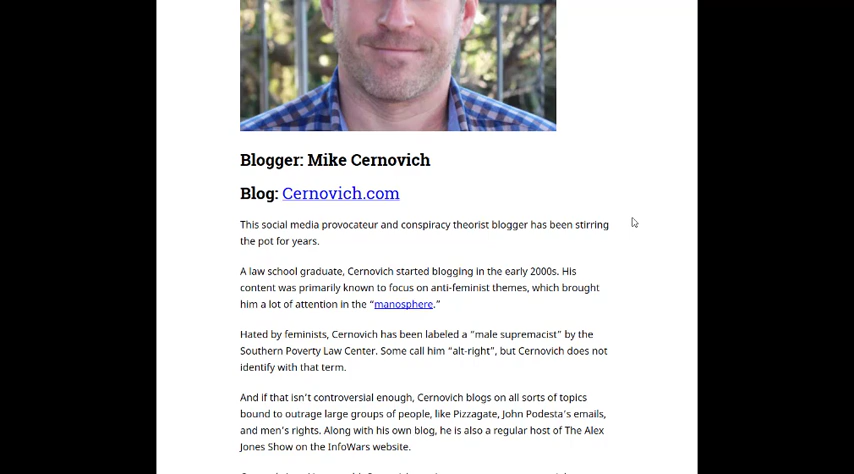 Blogger: Mike Cernovich
Blog: Cernovich.com
This social media provocateur and conspiracy theorist blogger has been stirring
the pot for years.
A law school graduate, Cernovich started blogging in the early 2000s. His
content was primarily known to focus on anti-feminist themes, which brought
him a lot of attention in the “manosphere.”
Hated by feminists, Cernovich has been labeled a “male supremacist” by the
Southern Poverty Law Center. Some call him “alt-right”, but Cernovich does not
identify with that term.
And if that isn’t controversial enough, Cernovich blogs on all sorts of topics
bound to outrage large groups of people, like Pizzagate, John Podesta’s emails,
and men’s rights. Along with his own blog, he is also a regular host of The Alex
Jones Show on the InfoWars website.